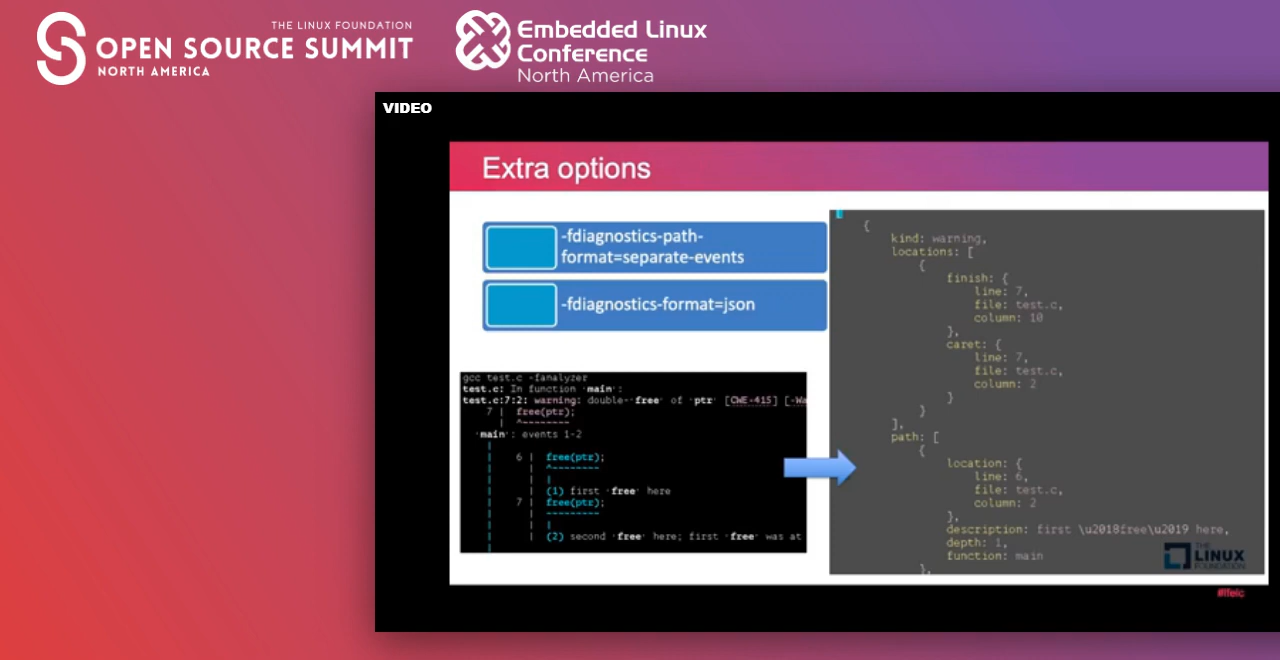 THE LINUX FOUNDATION
OPEN SOURCE SUMMIT
NORTH AMERICA
Embedded Linux
Conference
North America
VIDEO
Extra options
-fdiagnostics-path-
format=separate-events
-fdiagnostics-format=json
gcc test.c -fanalyzer
test.c: In function 'main':
test.c:7:2: warning: double-'free' of 'ptr' [CWE-415] [-Wa
7 | free(ptr);
| ^~~~~~~~~
'main': events 1-2
|
| 6 | free(ptr);
| | ^~~~~~~~~
| | |
| | (1) first 'free' here
| 7 | free(ptr);
| | ~~~~~~~~~
| | |
| | (2) second 'free' here; first 'free' was at
|
{
kind: warning,
locations: [
{
finish: {
line: 7,
file: test.c,
column: 10
},
caret: {
line: 7,
file: test.c,
column: 2
}
}
],
path: [
{
location: {
line: 6,
file: test.c,
column: 2
},
description: first \u2018free\u2019 here,
depth: 1,
function: main
},
THE
LINUX
FOUNDATION
#lfelc